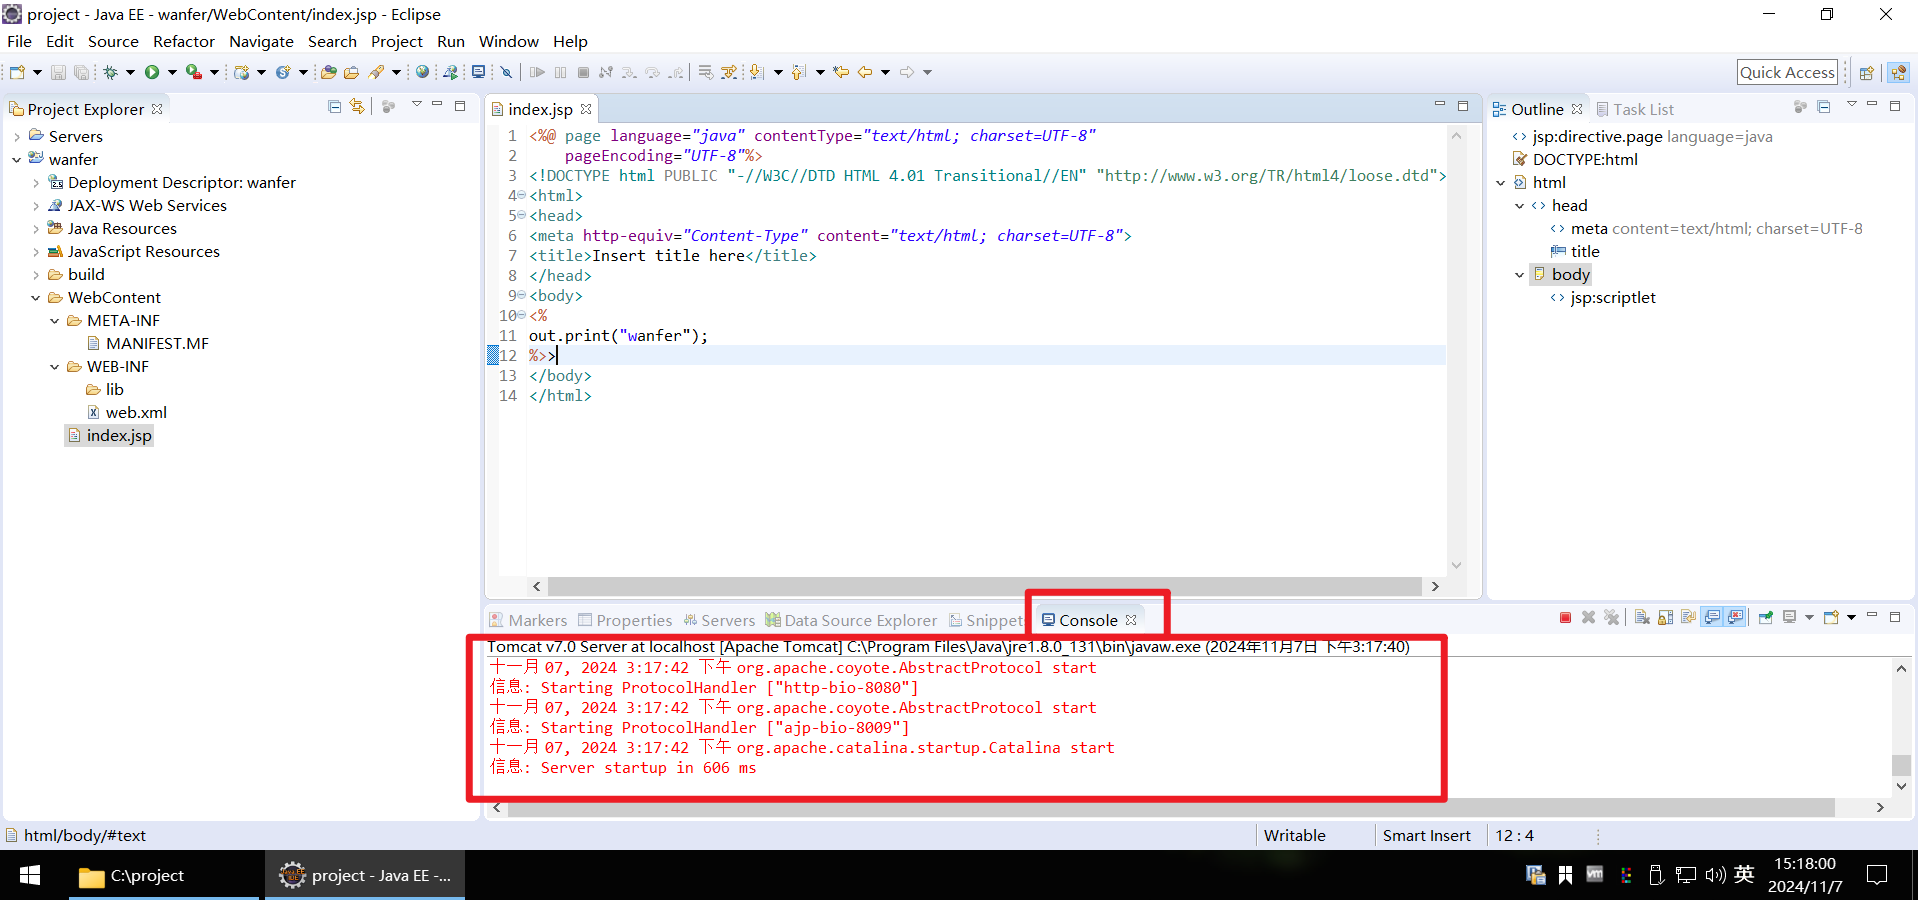 project - Java EE - wanfer/WebContent/index.jsp - Eclipse
File Edit Source Refactor Navigate Search Project Run Window Help
Quick Access
Project Explorer
Servers
wanfer
Deployment Descriptor: wanfer
JAX-WS Web Services
Java Resources
JavaScript Resources
build
WebContent
META-INF
MANIFEST.MF
WEB-INF
lib
web.xml
index.jsp
index.jsp
1 <%@ page language="java" contentType="text/html; charset=UTF-8"
2 pageEncoding="UTF-8"%>
3 <!DOCTYPE html PUBLIC "-//W3C//DTD HTML 4.01 Transitional//EN" "http://www.w3.org/TR/html4/loose.dtd">
4 <html>
5 <head>
6 <meta http-equiv="Content-Type" content="text/html; charset=UTF-8">
7 <title>Insert title here</title>
8 </head>
9 <body>
10 <%
11 out.print("wanfer");
12 %>>
13 </body>
14 </html>
Outline Task List
jsp:directive.page language=java
DOCTYPE:html
html
head
meta content=text/html; charset=UTF-8
title
body
jsp:scriptlet
Markers Properties Servers Data Source Explorer Snippets Console
Tomcat v7.0 Server at localhost [Apache Tomcat] C:\Program Files\Java\jre1.8.0_131\bin\javaw.exe (2024年11月7日 下午3:17:40)
十一月 07, 2024 3:17:42 下午 org.apache.coyote.AbstractProtocol start
信息: Starting ProtocolHandler ["http-bio-8080"]
十一月 07, 2024 3:17:42 下午 org.apache.coyote.AbstractProtocol start
信息: Starting ProtocolHandler ["ajp-bio-8009"]
十一月 07, 2024 3:17:42 下午 org.apache.catalina.startup.Catalina start
信息: Server startup in 606 ms
html/body/#text
Writable
Smart Insert
12 : 4
C:\project
project - Java EE -...
英
15:18:00
2024/11/7